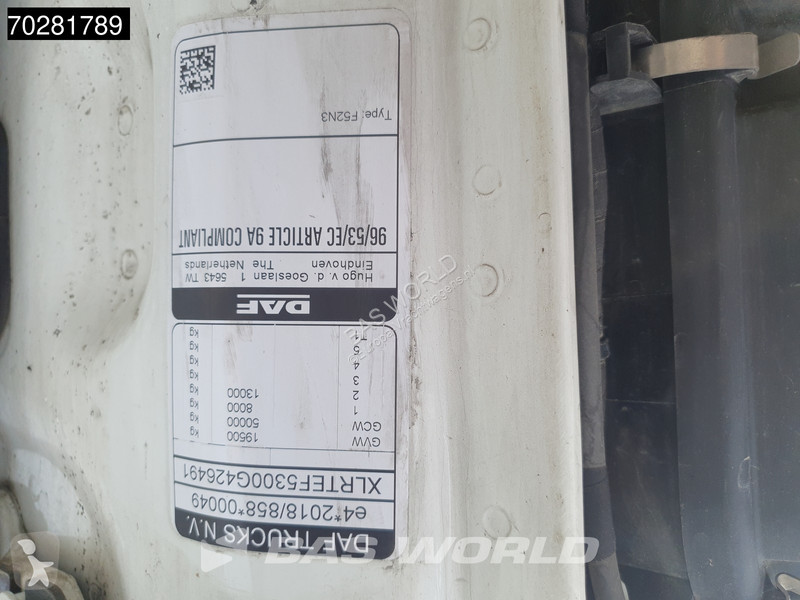 70281789
DAF TRUCKS N.V.
e4*2018/858*00049
XLRTEF5300G426491
GVW 19500 kg
GCW 50000 kg
1 8000 kg
2 13000 kg
3 kg
4 kg
5 kg
T1 kg
DAF
Hugo v. d. Goeslaan 1 5643 TW
Eindhoven The Netherlands
96/53/EC ARTICLE 9A COMPLIANT
Type: F52N3
BAS WORLD
BAS WORLD